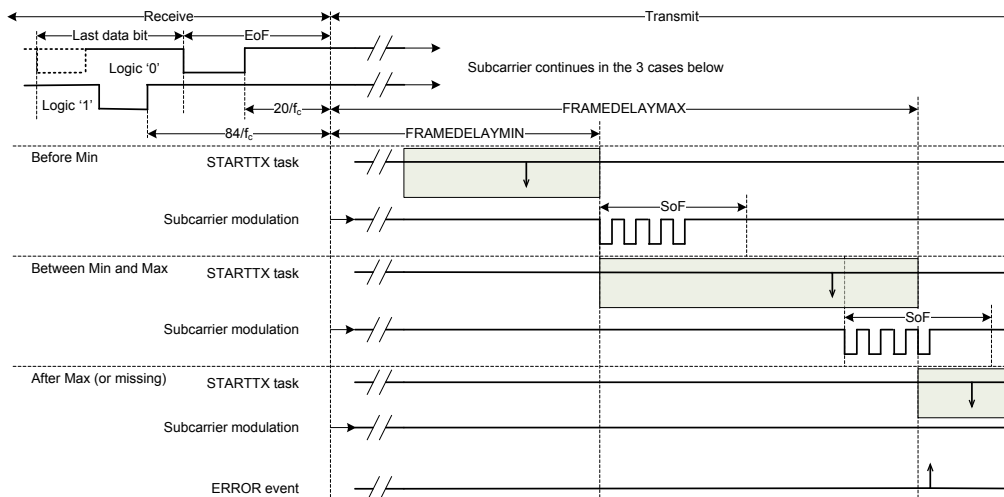 Receive
Transmit
Last data bit
EoF
Logic ‘0’
Subcarrier continues in the 3 cases below
Logic ‘1’
20/fc
FRAMEDELAYMAX
84/fc
FRAMEDELAYMIN
Before Min
STARTTX task
Subcarrier modulation
SoF
Between Min and Max
STARTTX task
Subcarrier modulation
SoF
After Max (or missing)
STARTTX task
Subcarrier modulation
ERROR event